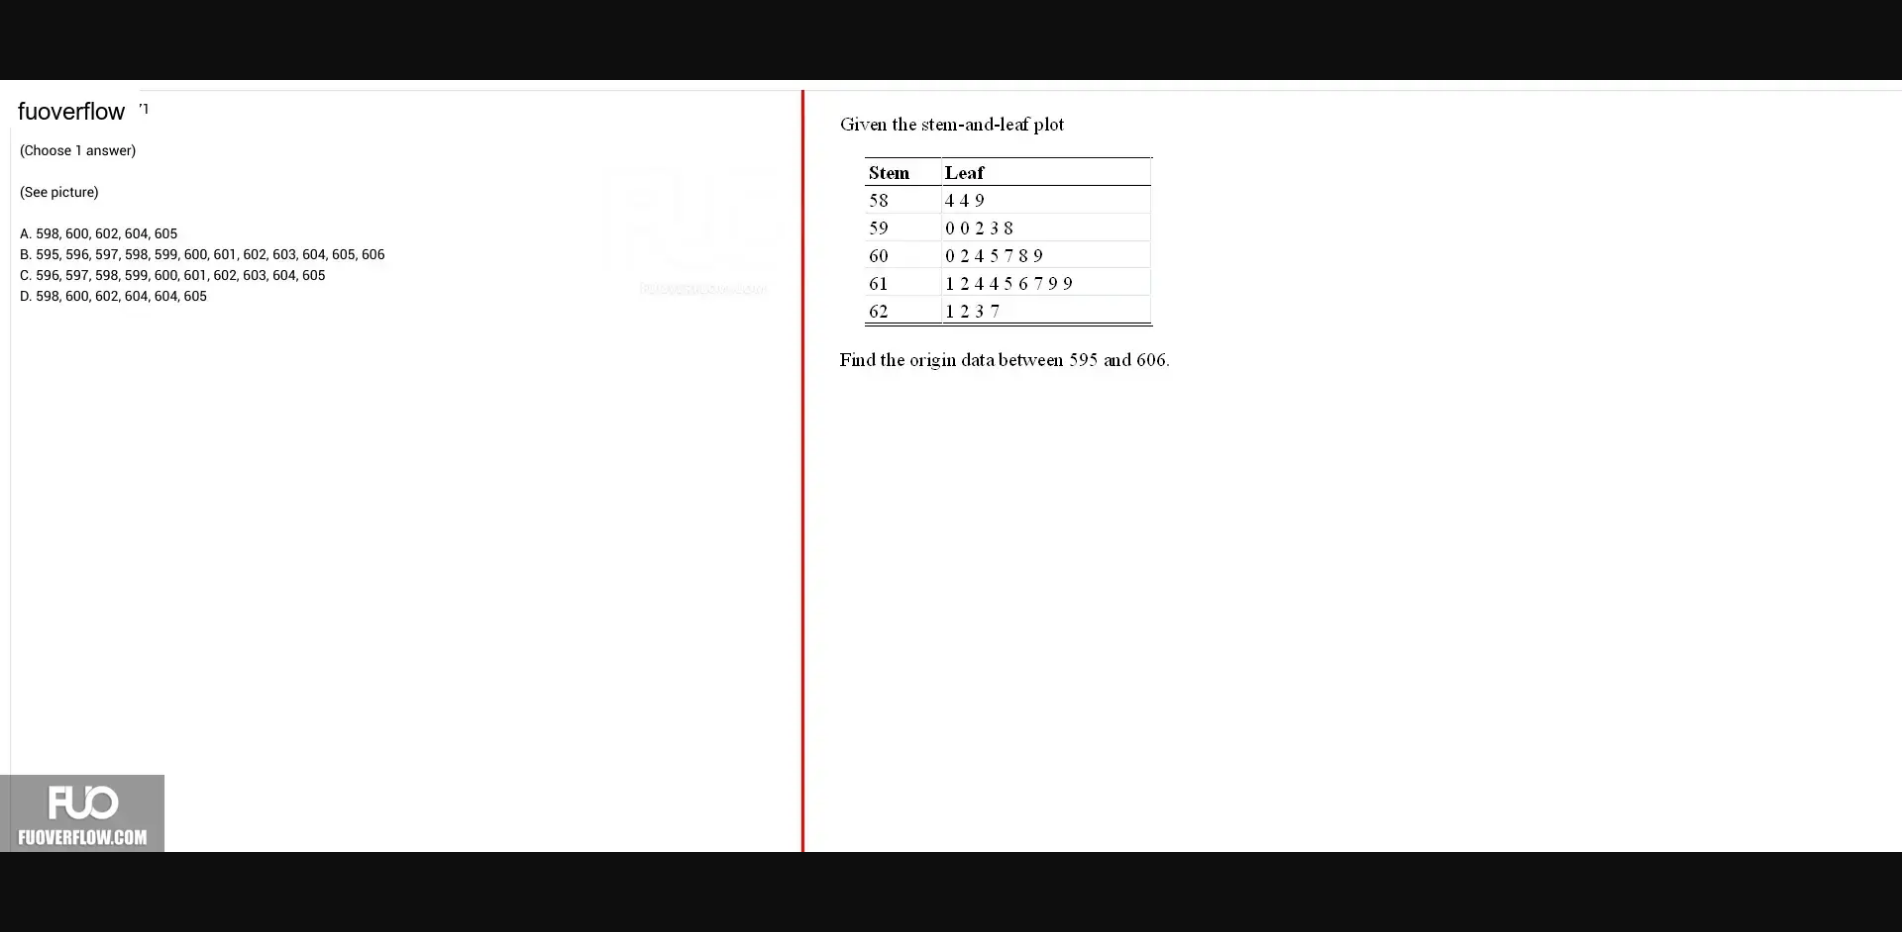 fuoverflow '1
(Choose 1 answer)
(See picture)
A. 598, 600, 602, 604, 605
B. 595, 596, 597, 598, 599, 600, 601, 602, 603, 604, 605, 606
C. 596, 597, 598, 599, 600, 601, 602, 603, 604, 605
D. 598, 600, 602, 604, 604, 605
FUO
FUOVERFLOW.COM
Given the stem-and-leaf plot
Stem Leaf
58 4 4 9
59 0 0 2 3 8
60 0 2 4 5 7 8 9
61 1 2 4 4 5 6 7 9 9
62 1 2 3 7
Find the origin data between 595 and 606.
FUO
FUOVERFLOW.COM